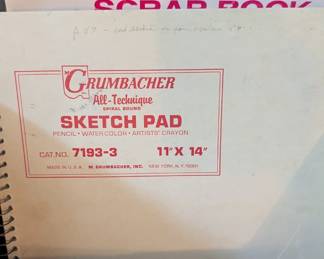 SCRAP BOOK
M. GRUMBACHER
All-Technique
SPIRAL BOUND
SKETCH PAD
PENCIL • WATER COLOR • ARTISTS' CRAYON
CAT. NO. 7193-3 11" X 14"
MADE IN U.S.A. M. GRUMBACHER, INC. NEW YORK, N.Y. 10001